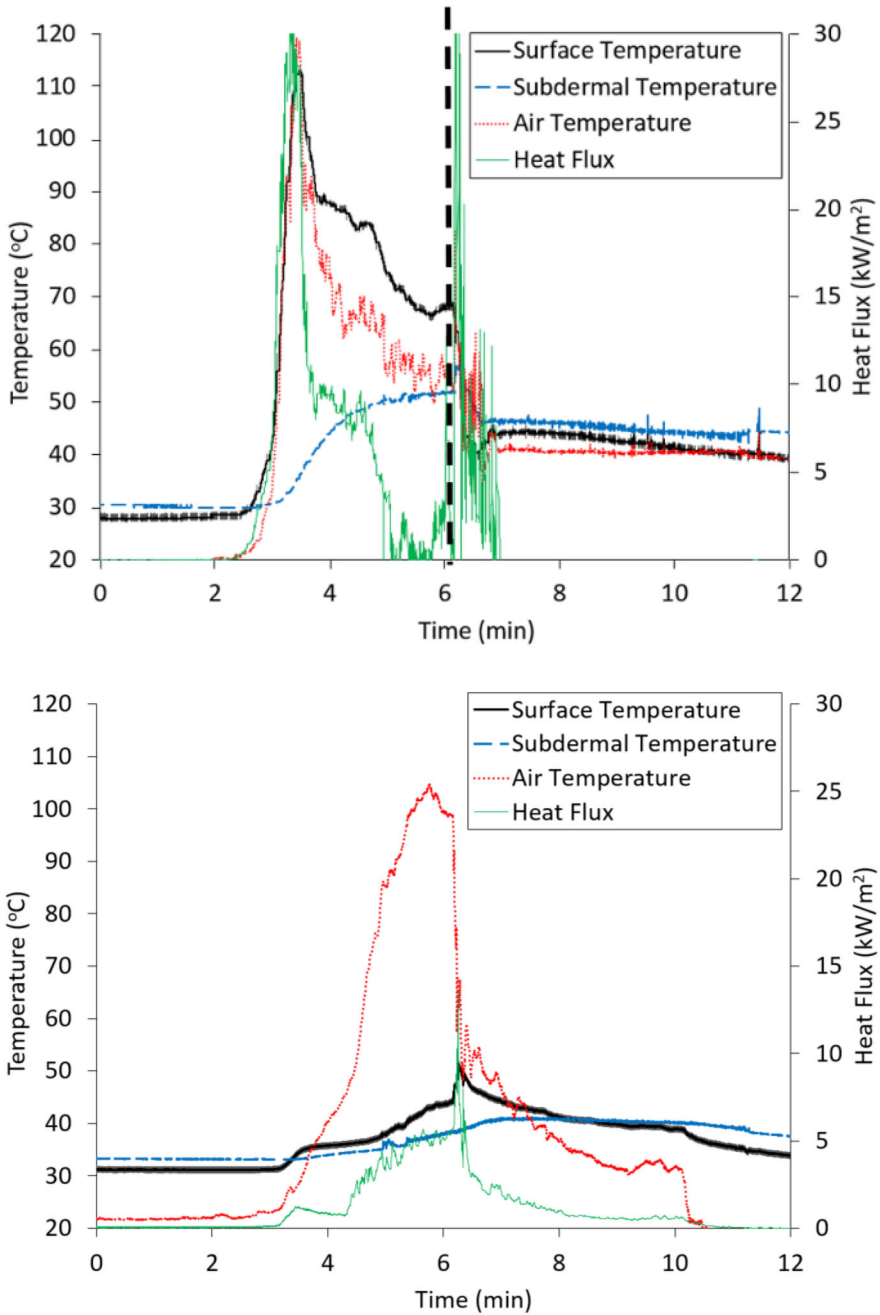 120
110
100
90
80
70
60
50
40
30
20
Temperature (°C)
30
25
20
15
10
5
0
Heat Flux (kW/m²)
Surface Temperature
Subdermal Temperature
Air Temperature
Heat Flux
0 2 4 6 8 10 12
Time (min)
120
110
100
90
80
70
60
50
40
30
20
Temperature (°C)
30
25
20
15
10
5
0
Heat Flux (kW/m²)
Surface Temperature
Subdermal Temperature
Air Temperature
Heat Flux
0 2 4 6 8 10 12
Time (min)